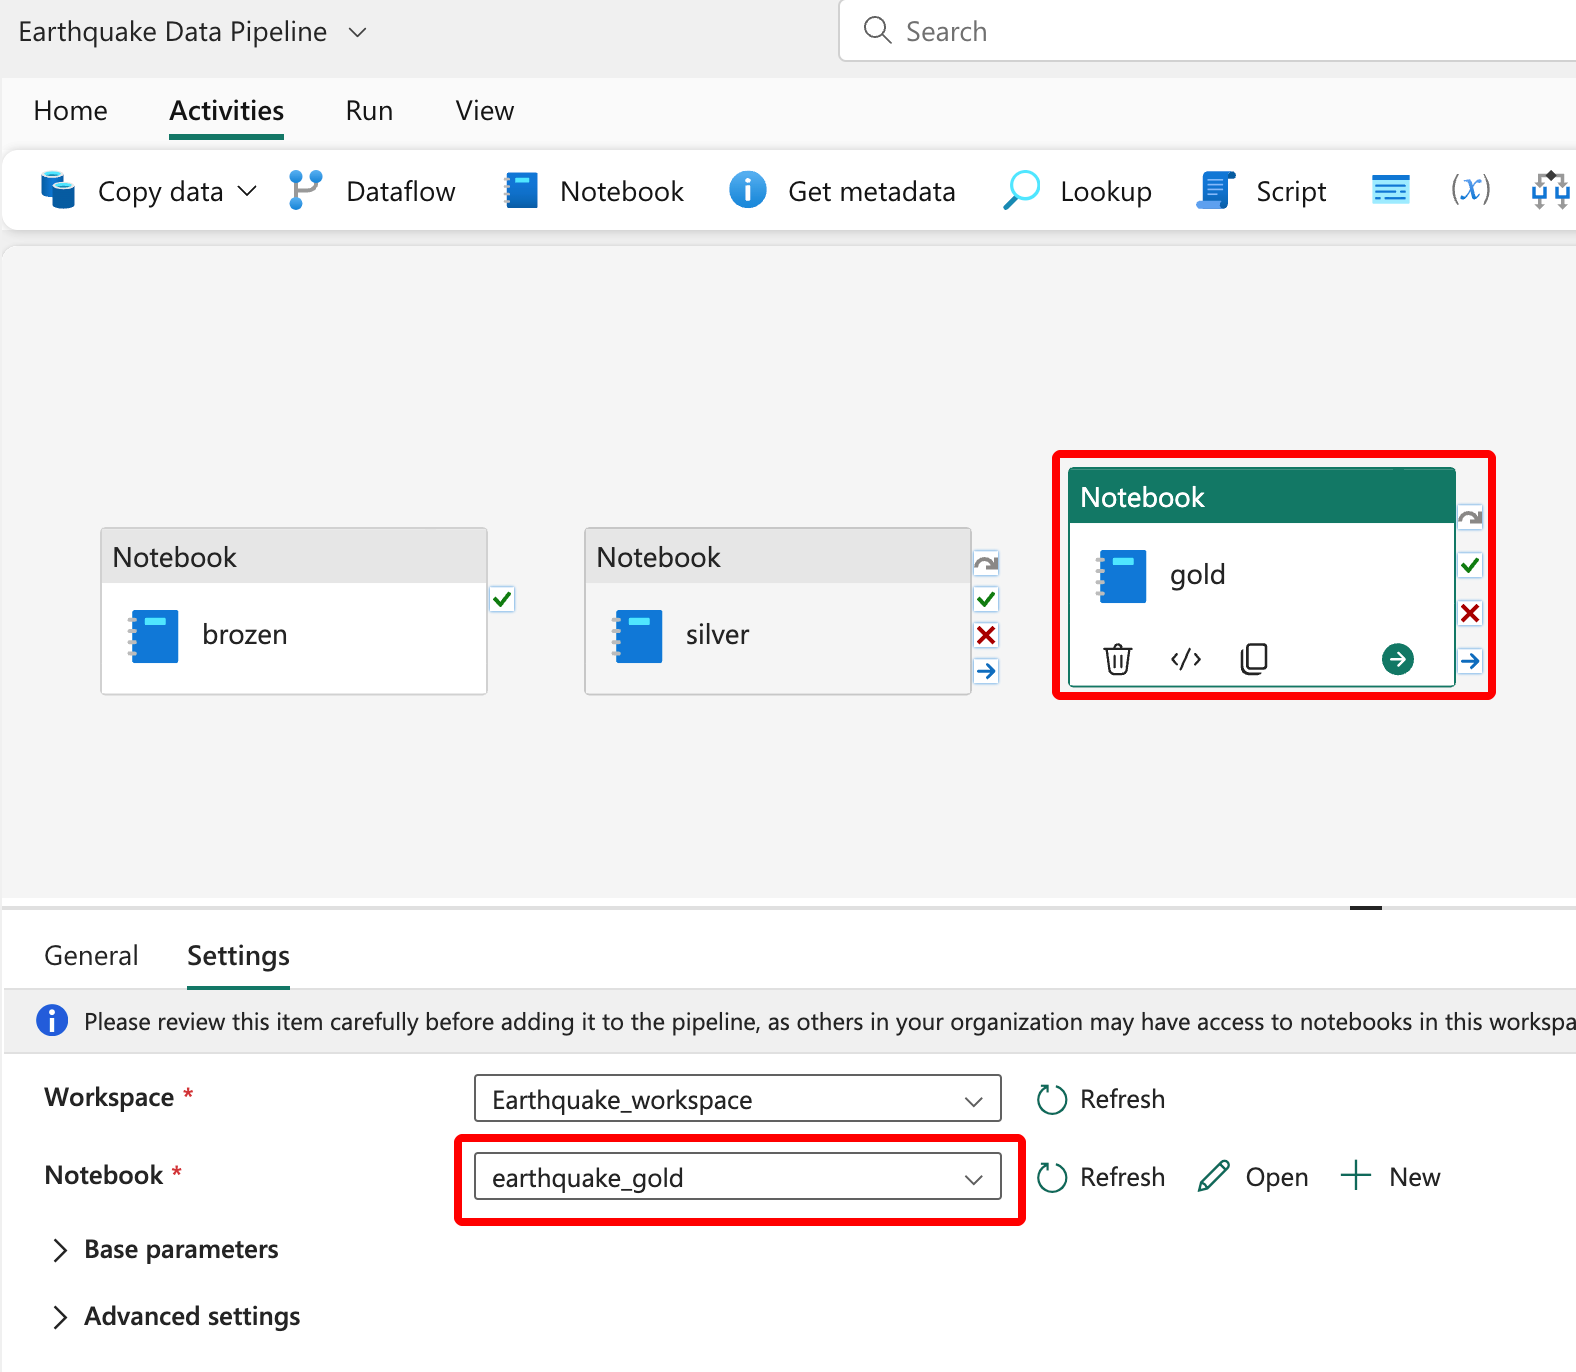 Earthquake Data Pipeline
Search
Home Activities Run View
Copy data Dataflow Notebook Get metadata Lookup Script (x)
Notebook
brozen
Notebook
silver
Notebook
gold
General Settings
Please review this item carefully before adding it to the pipeline, as others in your organization may have access to notebooks in this workspa
Workspace * Earthquake_workspace Refresh
Notebook * earthquake_gold Refresh Open New
Base parameters
Advanced settings